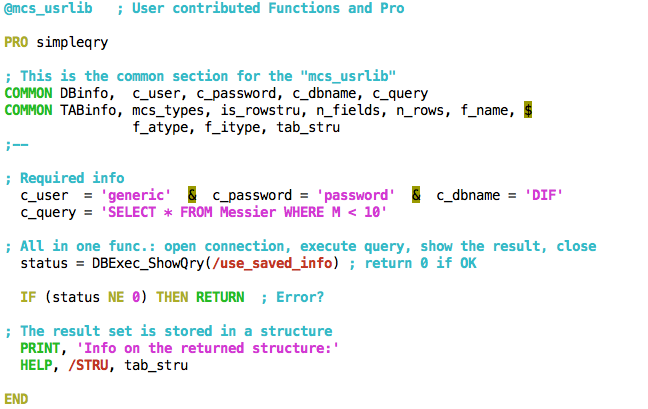 @mcs_usrlib   ; User contributed Functions and Pro
PRO simpleqry
; This is the common section for the "mcs_usrlib"
COMMON DBinfo,  c_user, c_password, c_dbname, c_query
COMMON TABinfo, mcs_types, is_rowstru, n_fields, n_rows, f_name, $
                f_atype, f_itype, tab_stru
;--
; Required info
  c_user  = 'generic'  &  c_password = 'password'  &  c_dbname = 'DIF'
  c_query = 'SELECT * FROM Messier WHERE M < 10'
; All in one func.: open connection, execute query, show the result, close
  status = DBExec_ShowQry(/use_saved_info) ; return 0 if OK
  IF (status NE 0) THEN RETURN  ; Error?
; The result set is stored in a structure
  PRINT, 'Info on the returned structure:'
  HELP, /STRU, tab_stru
END